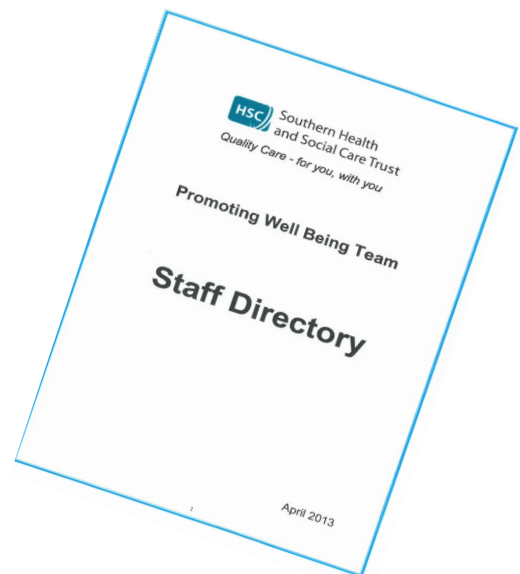 HSC
Southern Health
and Social Care Trust
Quality Care - for you, with you
Promoting Well Being Team
Staff Directory
April 2013
1